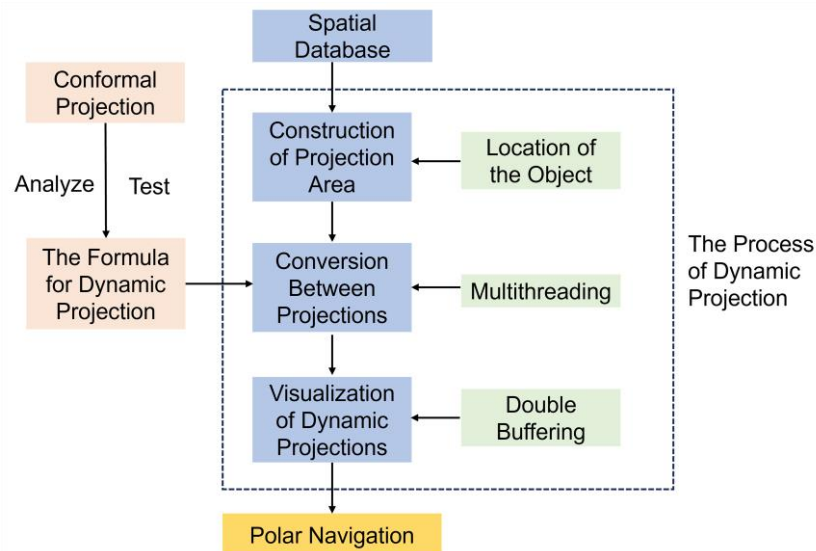 Spatial
Database
Conformal
Projection
Construction
of Projection
Area
Location of
the Object
Analyze
Test
The Formula
for Dynamic
Projection
Conversion
Between
Projections
Multithreading
The Process
of Dynamic
Projection
Visualization
of Dynamic
Projections
Double
Buffering
Polar Navigation